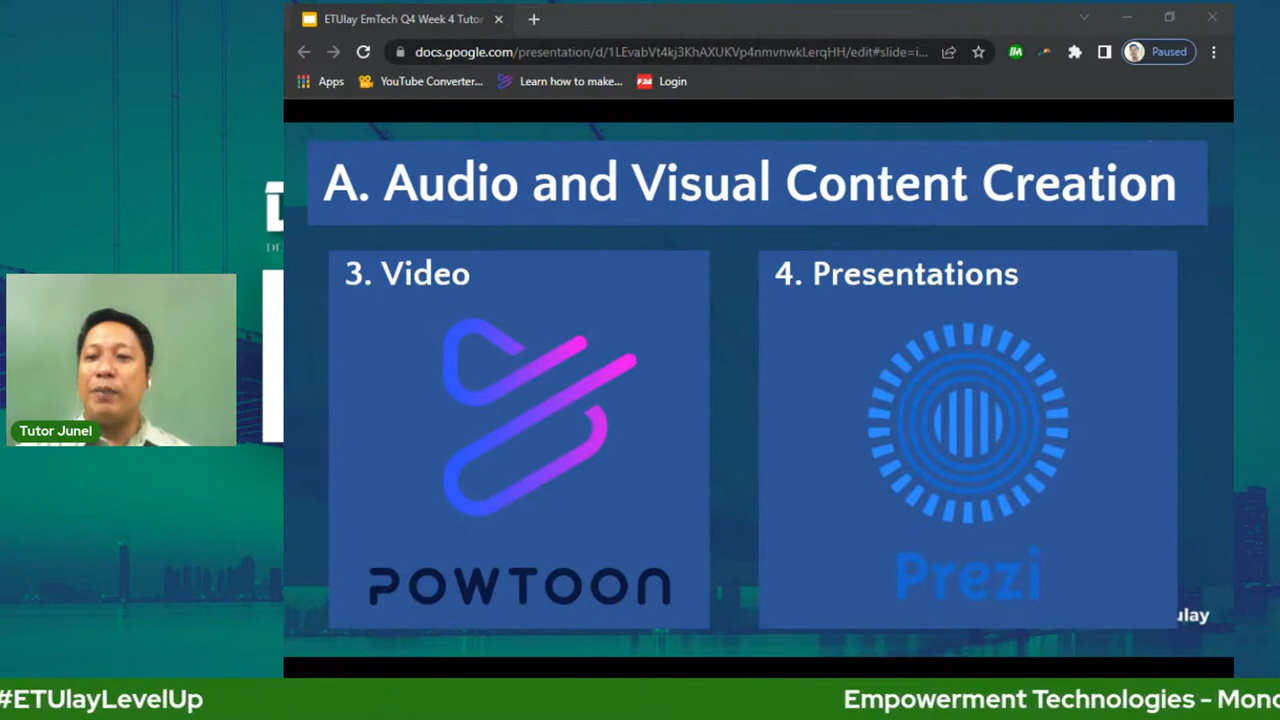 ETUlay EmTech Q4 Week 4 Tutor
docs.google.com/presentation/d/1LEvabVt4kj3KhAXUKVp4nmvnwkLerqHH/edit#slide=i...
Paused
Apps
YouTube Converter...
Learn how to make...
Login
A. Audio and Visual Content Creation
3. Video
4. Presentations
POWTOON
Prezi
ulay
Tutor Junel
#ETUlayLevelUp
Empowerment Technologies - Mond